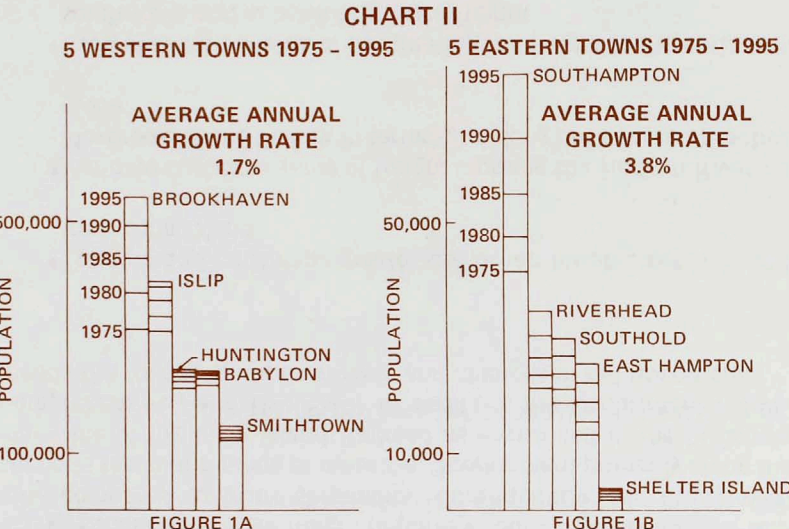 CHART II
5 WESTERN TOWNS 1975 - 1995
AVERAGE ANNUAL
GROWTH RATE
1.7%
1995
BROOKHAVEN
500,000
1990
1985
ISLIP
1980
1975
HUNTINGTON
BABYLON
SMITHTOWN
100,000
POPULATION
FIGURE 1A
5 EASTERN TOWNS 1975 - 1995
1995
SOUTHAMPTON
AVERAGE ANNUAL
GROWTH RATE
3.8%
1990
1985
50,000
1980
1975
RIVERHEAD
SOUTHOLD
EAST HAMPTON
10,000
SHELTER ISLAND
POPULATION
FIGURE 1B